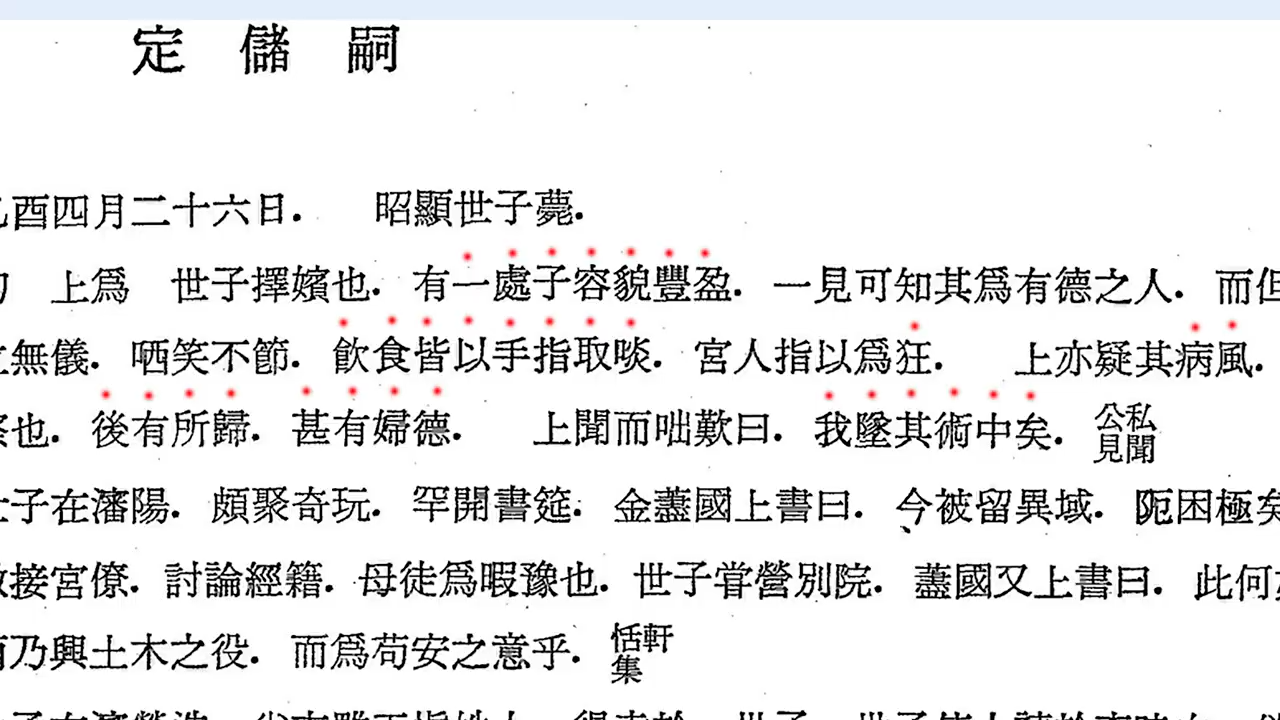 定儲嗣
酉四月二十六日. 昭顯世子薨.
上爲 世子擇嬪也. 有一處子容貌豐盈. 一見可知其爲有德之人. 而
無儀. 哂笑不節. 飮食皆以手指取啖. 宮人指以爲狂. 上亦疑其病風.
也. 後有所歸. 甚有婦德. 上聞而咄歎曰. 我墜其術中矣. 公私見聞
子在瀋陽. 頗聚奇玩. 罕開書筵. 金藎國上書曰. 今被留異域. 阨困極矣
接宮僚. 討論經籍. 毋徒爲暇豫也. 世子甞營別院. 藎國又上書曰. 此何
乃興土木之役. 而爲苟安之意乎. 恬軒集